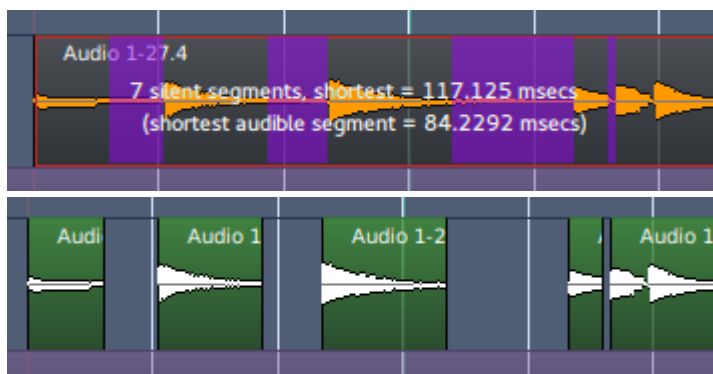 Audio 1-27.4
7 silent segments, shortest = 117.125 msecs
(shortest audible segment = 84.2292 msecs)
Audi
Audio 1
Audio 1-2
Audio 1